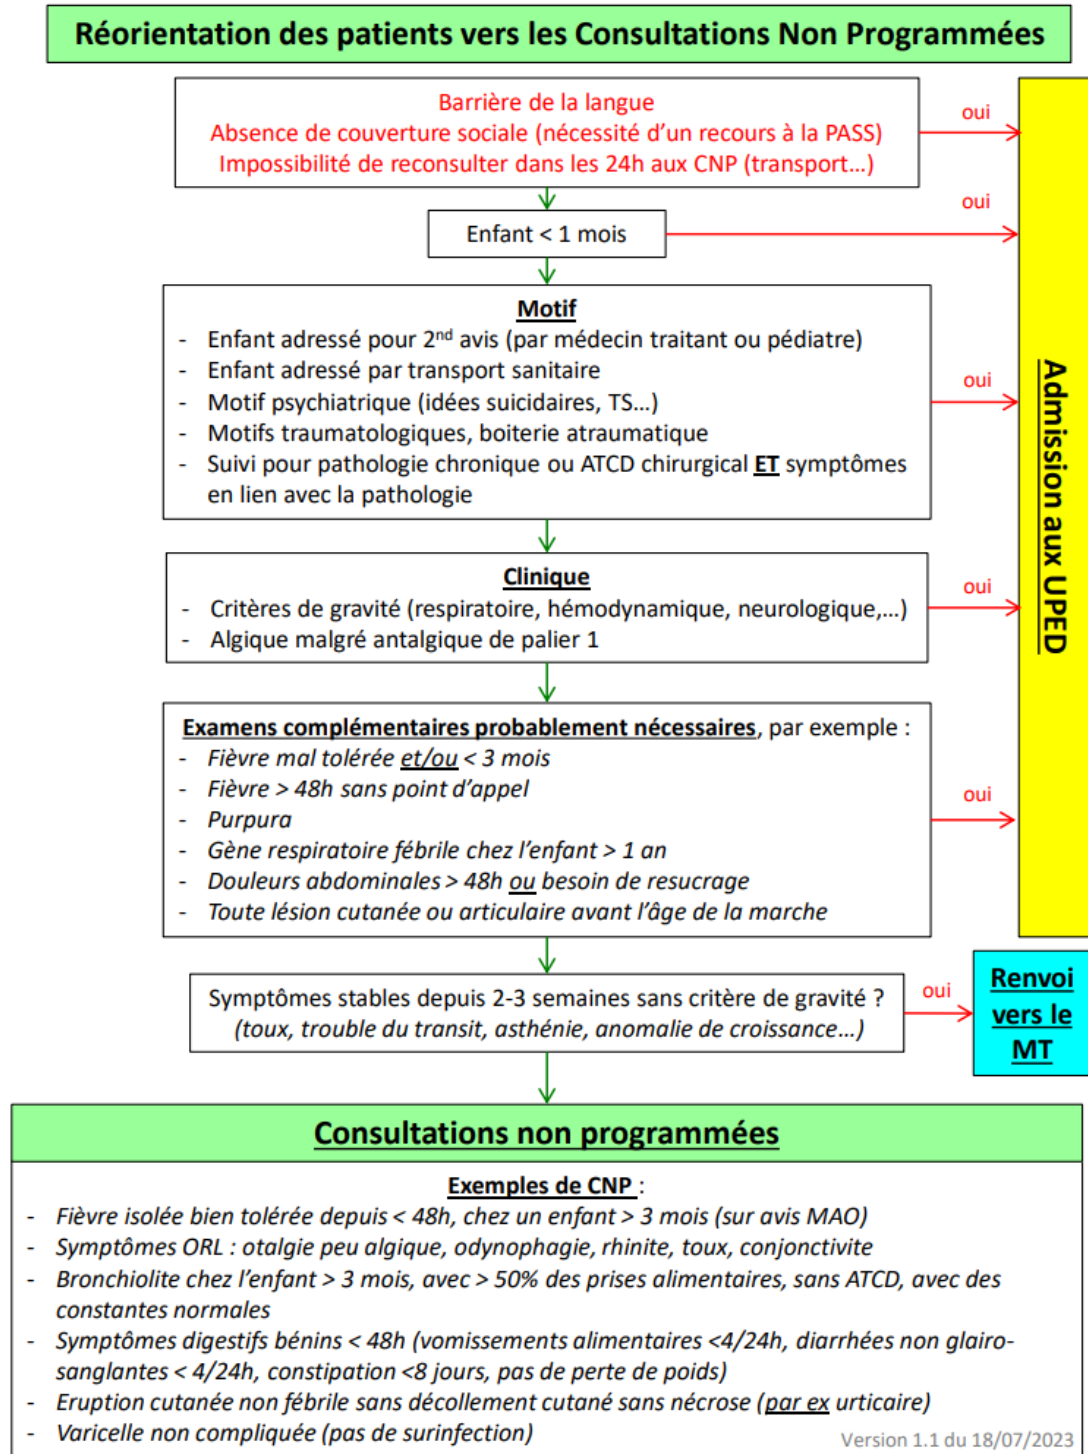 Réorientation des patients vers les Consultations Non Programmées
Barrière de la langue
Absence de couverture sociale (nécessité d'un recours à la PASS)
Impossibilité de reconsulter dans les 24h aux CNP (transport...)
oui
Enfant < 1 mois
oui
Motif
- Enfant adressé pour 2nd avis (par médecin traitant ou pédiatre)
- Enfant adressé par transport sanitaire
- Motif psychiatrique (idées suicidaires, TS...)
- Motifs traumatologiques, boiterie atraumatique
- Suivi pour pathologie chronique ou ATCD chirurgical ET symptômes
en lien avec la pathologie
oui
Admission aux UPED
Clinique
- Critères de gravité (respiratoire, hémodynamique, neurologique,...)
- Algique malgré antalgique de palier 1
oui
Examens complémentaires probablement nécessaires, par exemple :
- Fièvre mal tolérée et/ou < 3 mois
- Fièvre > 48h sans point d'appel
- Purpura
- Gène respiratoire fébrile chez l'enfant > 1 an
- Douleurs abdominales > 48h ou besoin de resucrage
- Toute lésion cutanée ou articulaire avant l'âge de la marche
oui
Symptômes stables depuis 2-3 semaines sans critère de gravité ?
(toux, trouble du transit, asthénie, anomalie de croissance...)
oui
Renvoi
vers le
MT
Consultations non programmées
Exemples de CNP :
- Fièvre isolée bien tolérée depuis < 48h, chez un enfant > 3 mois (sur avis MAO)
- Symptômes ORL : otalgie peu algique, odynophagie, rhinite, toux, conjonctivite
- Bronchiolite chez l'enfant > 3 mois, avec > 50% des prises alimentaires, sans ATCD, avec des
constantes normales
- Symptômes digestifs bénins < 48h (vomissements alimentaires <4/24h, diarrhées non glairo-
sanglantes < 4/24h, constipation <8 jours, pas de perte de poids)
- Eruption cutanée non fébrile sans décollement cutané sans nécrose (par ex urticaire)
- Varicelle non compliquée (pas de surinfection)
Version 1.1 du 18/07/2023